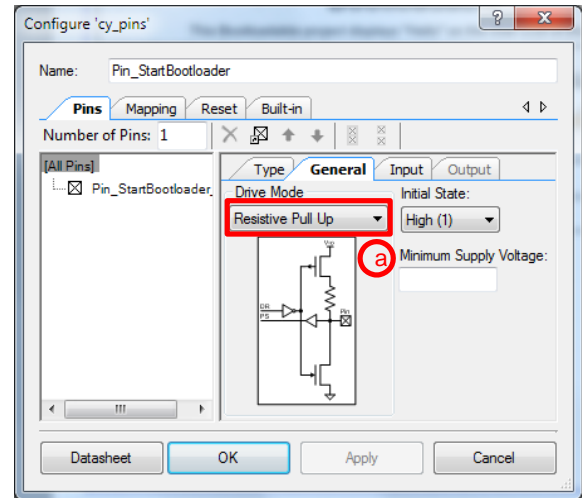 Configure 'cy_pins'
Name: Pin_StartBootloader
Pins Mapping Reset Built-in
Number of Pins: 1
[All Pins]
Pin_StartBootloader_
Type General Input Output
Drive Mode
Initial State:
Resistive Pull Up
High (1)
a
Minimum Supply Voltage:
VDD
DR
PS
Pin
Datasheet OK Apply Cancel